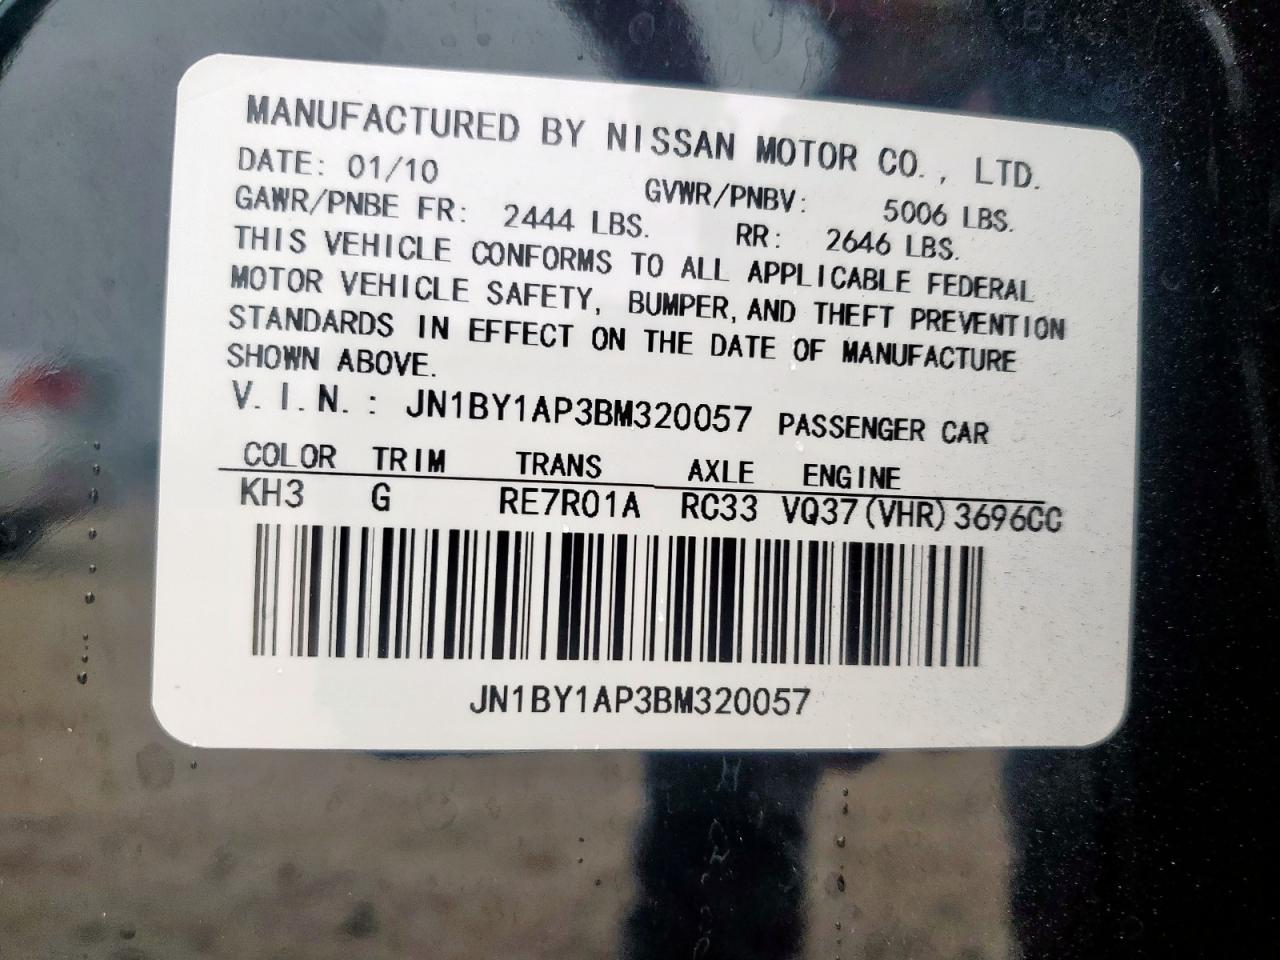 MANUFACTURED BY NISSAN MOTOR CO., LTD.
DATE: 01/10 GVWR/PNBV: 5006 LBS.
GAWR/PNBE FR: 2444 LBS. RR: 2646 LBS.
THIS VEHICLE CONFORMS TO ALL APPLICABLE FEDERAL
MOTOR VEHICLE SAFETY, BUMPER, AND THEFT PREVENTION
STANDARDS IN EFFECT ON THE DATE OF MANUFACTURE
SHOWN ABOVE.
V.I.N.: JN1BY1AP3BM320057 PASSENGER CAR
COLOR TRIM TRANS AXLE ENGINE
KH3 G RE7R01A RC33 VQ37(VHR)3696CC
JN1BY1AP3BM320057